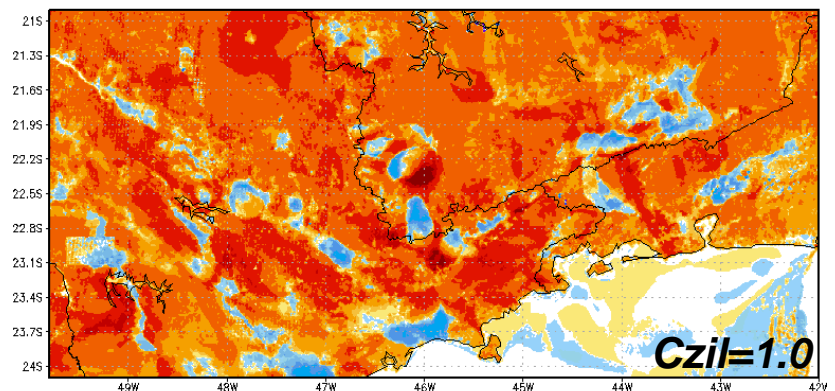 21S
21.3S
21.6S
21.9S
22.2S
22.5S
22.8S
23.1S
23.4S
23.7S
24S
Czil=1.0
49W 48W 47W 46W 45W 44W 43W 42W